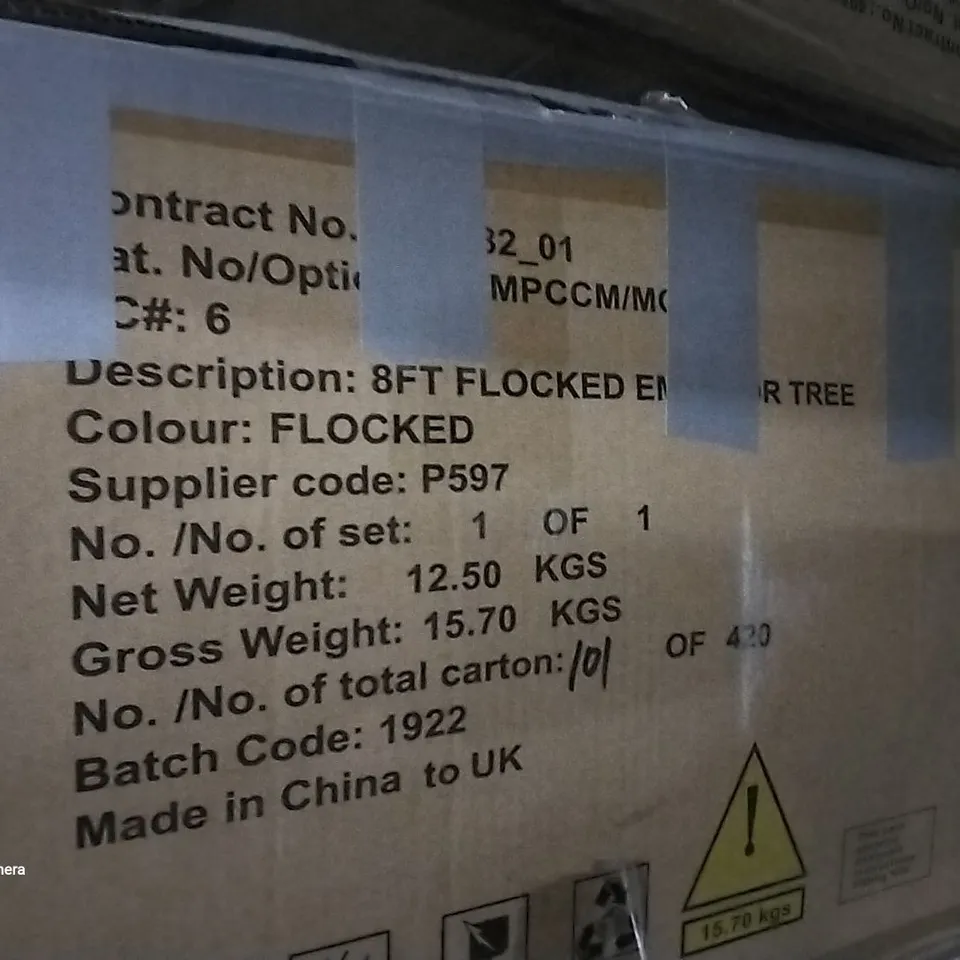 ontract No. 32_01
at. No/Opti MPCCM/M
C#: 6
Description: 8FT FLOCKED EM R TREE
Colour: FLOCKED
Supplier code: P597
No. /No. of set: 1 OF 1
Net Weight: 12.50 KGS
Gross Weight: 15.70 KGS
No. /No. of total carton: 101 OF 420
Batch Code: 1922
Made in China to UK
15.70 kgs
nera